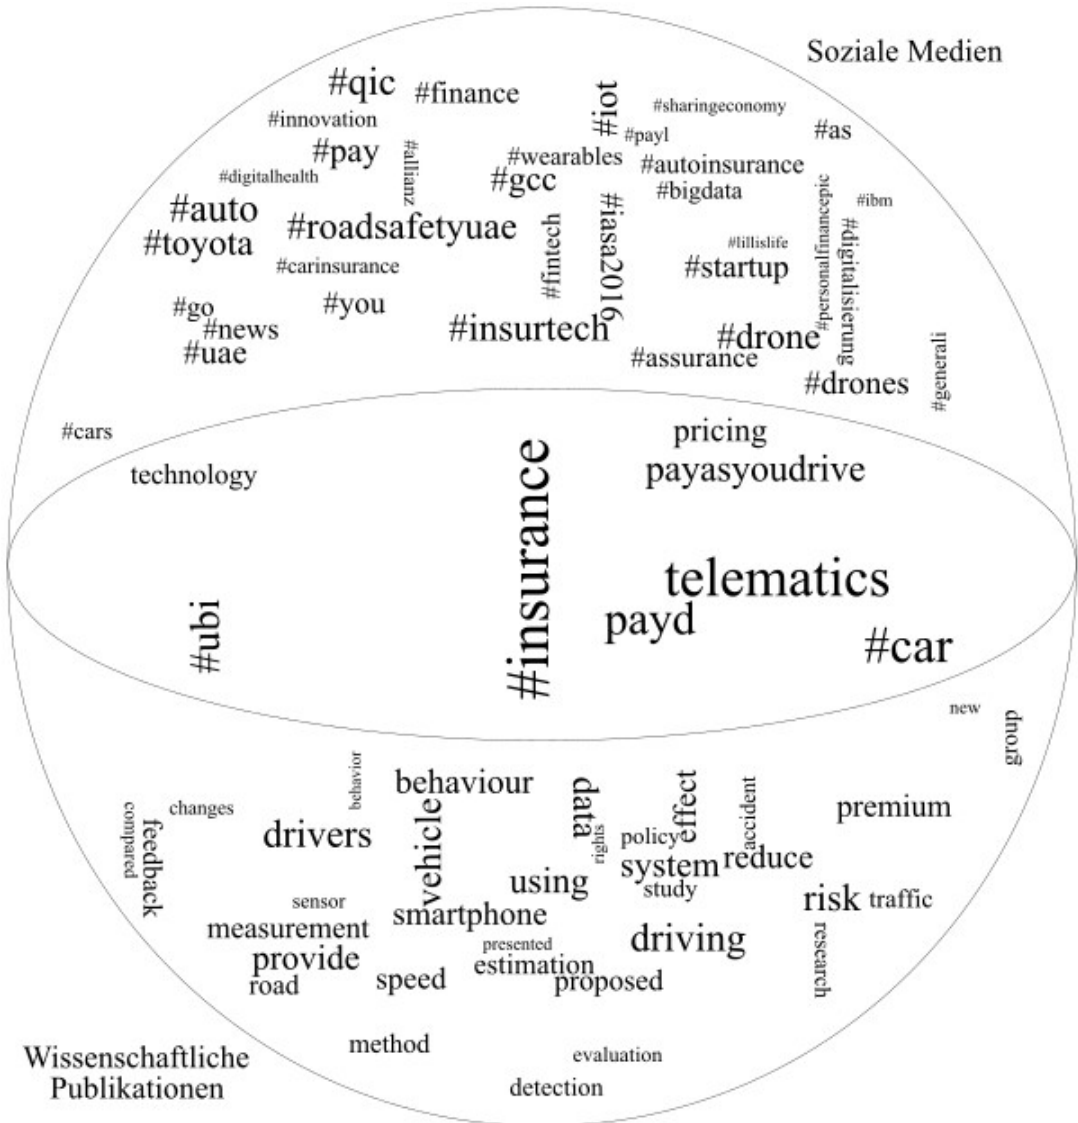 Soziale Medien
#qic
#finance
#iot
#sharingeconomy
#innovation
#payl
#as
#pay
#allianz
#wearables
#autoinsurance
#digitalhealth
#gcc
#bigdata
#personalfinancepic
#ibm
#auto
#roadsafetyuae
#fintech
#iasa2016
#digitalisierung
#toyota
#lillislife
#carinsurance
#startup
#go
#you
#news
#insurtech
#drone
#uae
#assurance
#drones
#generali
#cars
pricing
technology
payasyoudrive
#insurance
telematics
#ubi
payd
#car
new
group
behavior
behaviour
data
effect
accident
changes
compared
feedback
drivers
vehicle
rights
policy
premium
system
reduce
using
study
risk
traffic
sensor
smartphone
measurement
presented
driving
research
provide
estimation
road
speed
proposed
method
evaluation
detection
Wissenschaftliche
Publikationen